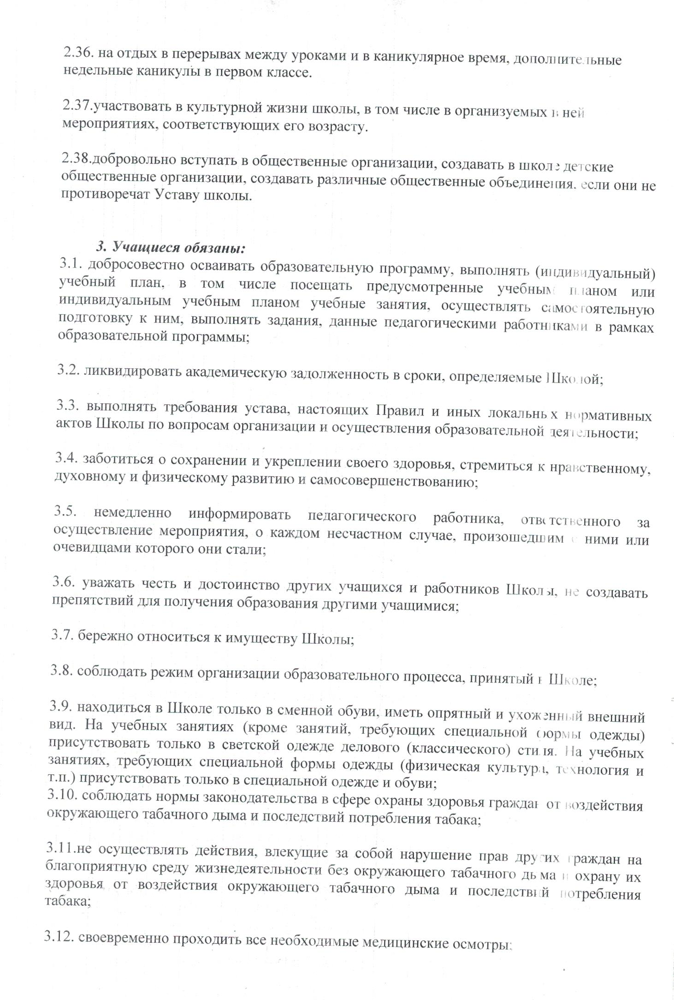 2.36. на отдых в перерывах между уроками и в каникулярное время, дополнительные
недельные каникулы в первом классе.
2.37.участвовать в культурной жизни школы, в том числе в организуемых в ней
мероприятиях, соответствующих его возрасту.
2.38.добровольно вступать в общественные организации, создавать в школе детские
общественные организации, создавать различные общественные объединения. если они не
противоречат Уставу школы.
3. Учащиеся обязаны:
3.1. добросовестно осваивать образовательную программу, выполнять (индивидуальный)
учебный план, в том числе посещать предусмотренные учебным планом или
индивидуальным учебным планом учебные занятия, осуществлять самостоятельную
подготовку к ним, выполнять задания, данные педагогическими работниками в рамках
образовательной программы;
3.2. ликвидировать академическую задолженность в сроки, определяемые Школой;
3.3. выполнять требования устава, настоящих Правил и иных локальных нормативных
актов Школы по вопросам организации и осуществления образовательной деятельности;
3.4. заботиться о сохранении и укреплении своего здоровья, стремиться к нравственному,
духовному и физическому развитию и самосовершенствованию;
3.5. немедленно информировать педагогического работника, ответственного за
осуществление мероприятия, о каждом несчастном случае, произошедшим с ними или
очевидцами которого они стали;
3.6. уважать честь и достоинство других учащихся и работников Школы, не создавать
препятствий для получения образования другими учащимися;
3.7. бережно относиться к имуществу Школы;
3.8. соблюдать режим организации образовательного процесса, принятый в Школе;
3.9. находиться в Школе только в сменной обуви, иметь опрятный и ухоженный внешний
вид. На учебных занятиях (кроме занятий, требующих специальной формы одежды)
присутствовать только в светской одежде делового (классического) стиля. На учебных
занятиях, требующих специальной формы одежды (физическая культура, технология и
т.п.) присутствовать только в специальной одежде и обуви;
3.10. соблюдать нормы законодательства в сфере охраны здоровья граждан от воздействия
окружающего табачного дыма и последствий потребления табака;
3.11.не осуществлять действия, влекущие за собой нарушение прав других граждан на
благоприятную среду жизнедеятельности без окружающего табачного дыма и охрану их
здоровья от воздействия окружающего табачного дыма и последствий потребления
табака;
3.12. своевременно проходить все необходимые медицинские осмотры;